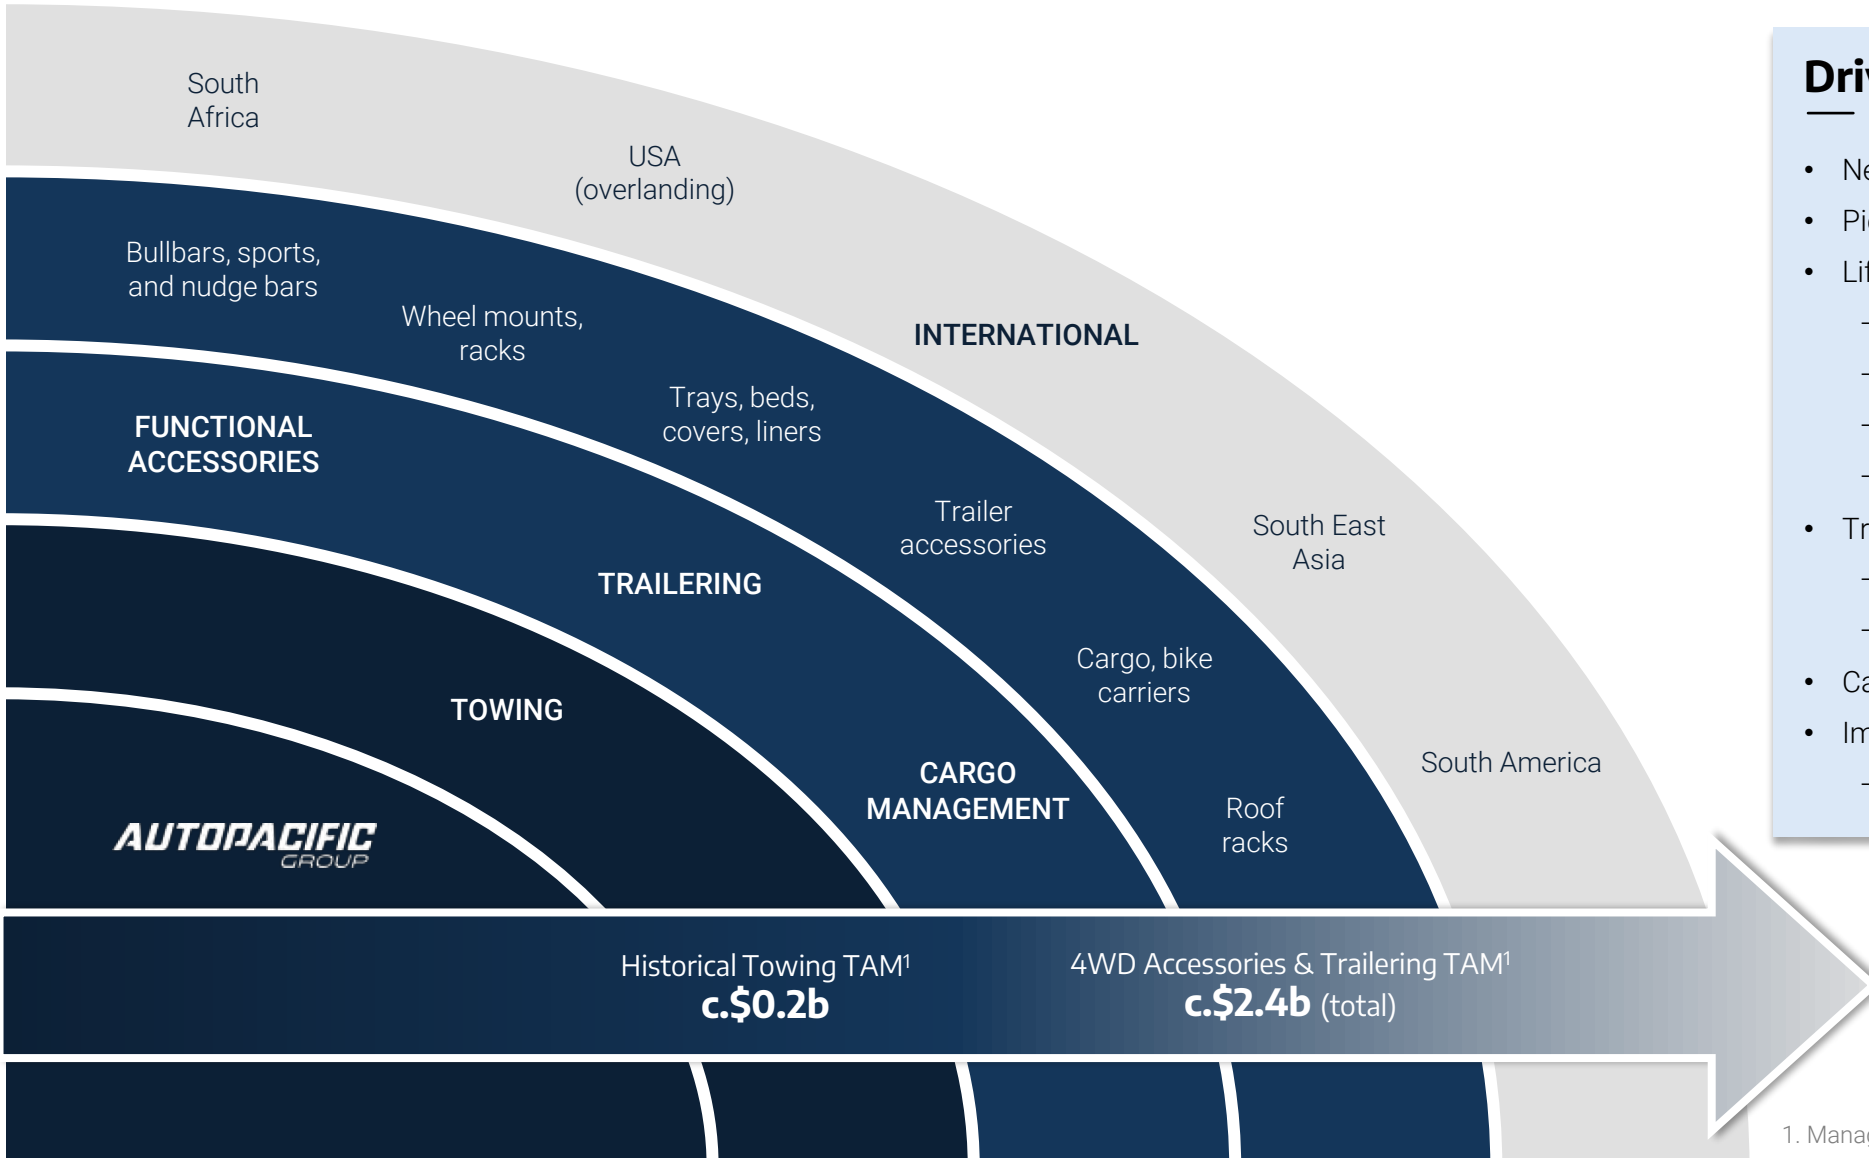 South
Africa
USA
(overlanding)
Bullbars, sports,
and nudge bars
Wheel mounts,
racks
INTERNATIONAL
Trays, beds,
covers, liners
FUNCTIONAL
ACCESSORIES
Trailer
accessories
South East
Asia
TRAILERING
Cargo, bike
carriers
TOWING
South America
CARGO
MANAGEMENT
Roof
racks
AUTOPACIFIC
GROUP
Historical Towing TAM¹
c.$0.2b
4WD Accessories & Trailering TAM¹
c.$2.4b (total)
1.